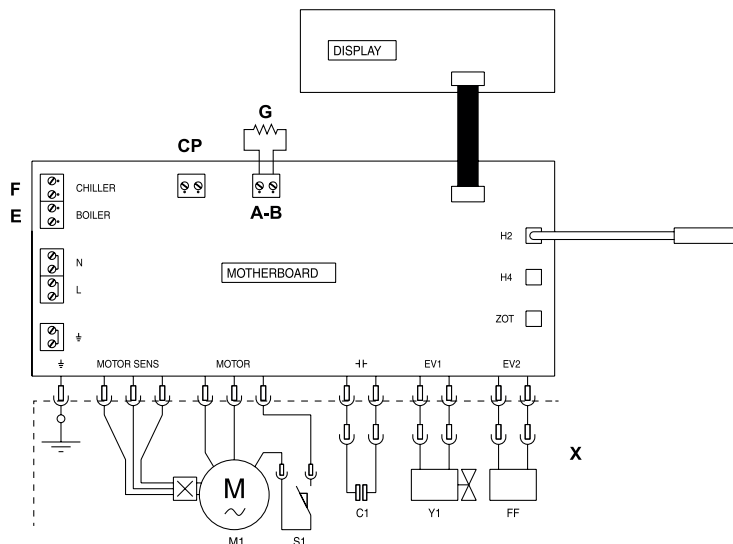 DISPLAY
G
CP
F CHILLER
E BOILER
A-B
H2
N
MOTHERBOARD
H4
L
ZOT
MOTOR SENS MOTOR EV1 EV2
X
M
C1 Y1 FF
M1 S1